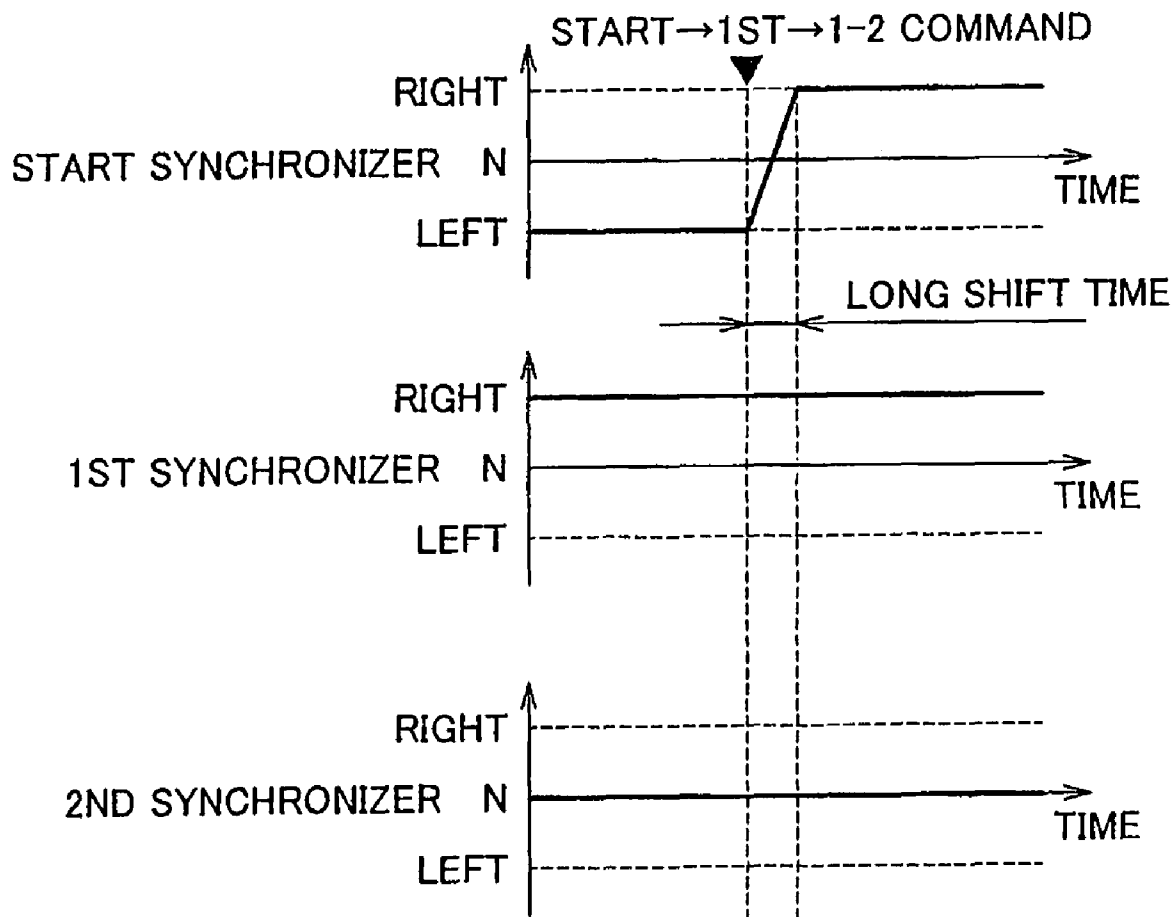 START→1ST→1-2 COMMAND
RIGHT
START SYNCHRONIZER N
TIME
LEFT
LONG SHIFT TIME
RIGHT
1ST SYNCHRONIZER N
TIME
LEFT
RIGHT
2ND SYNCHRONIZER N
TIME
LEFT